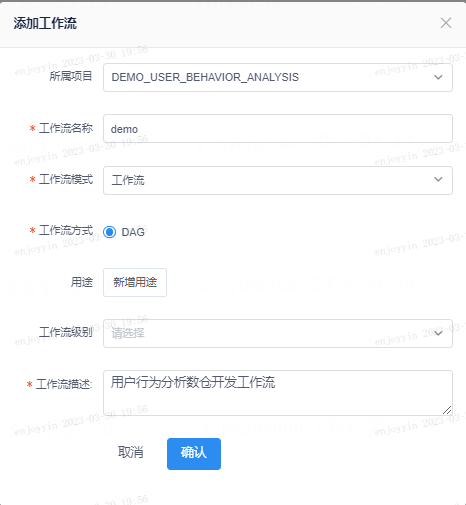 添加工作流
所属项目 DEMO_USER_BEHAVIOR_ANALYSIS
* 工作流名称 demo
* 工作流模式 工作流
* 工作流方式 DAG
用途 新增用途
工作流级别 请选择
* 工作流描述: 用户行为分析数仓开发工作流
取消 确认
enjoyyin 2023-03-30 19:56